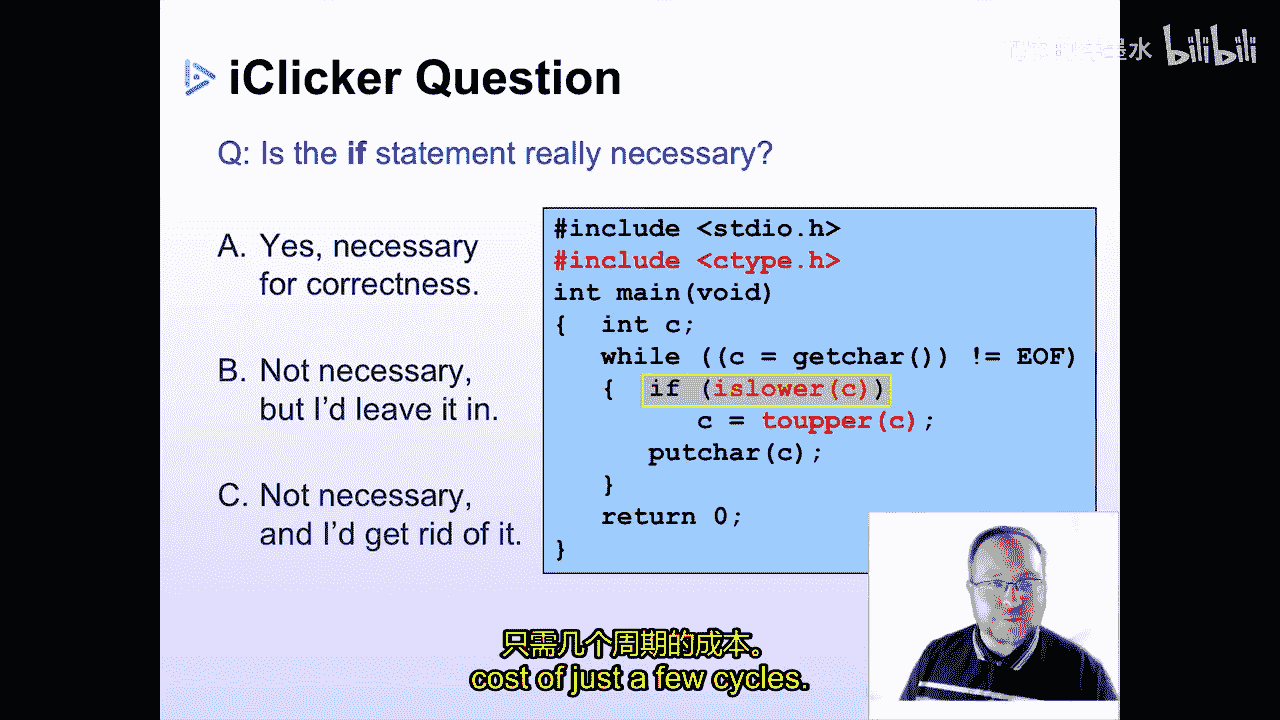 bilibili
iClicker Question
Q: Is the if statement really necessary?
A. Yes, necessary
for correctness.
B. Not necessary,
but I'd leave it in.
C. Not necessary,
and I'd get rid of it.
#include <stdio.h>
#include <ctype.h>
int main(void)
{ int c;
while ((c = getchar()) != EOF)
{ if (islower(c))
c = toupper(c);
putchar(c);
}
return 0;
}
只需几个周期的成本。
cost of just a few cycles.